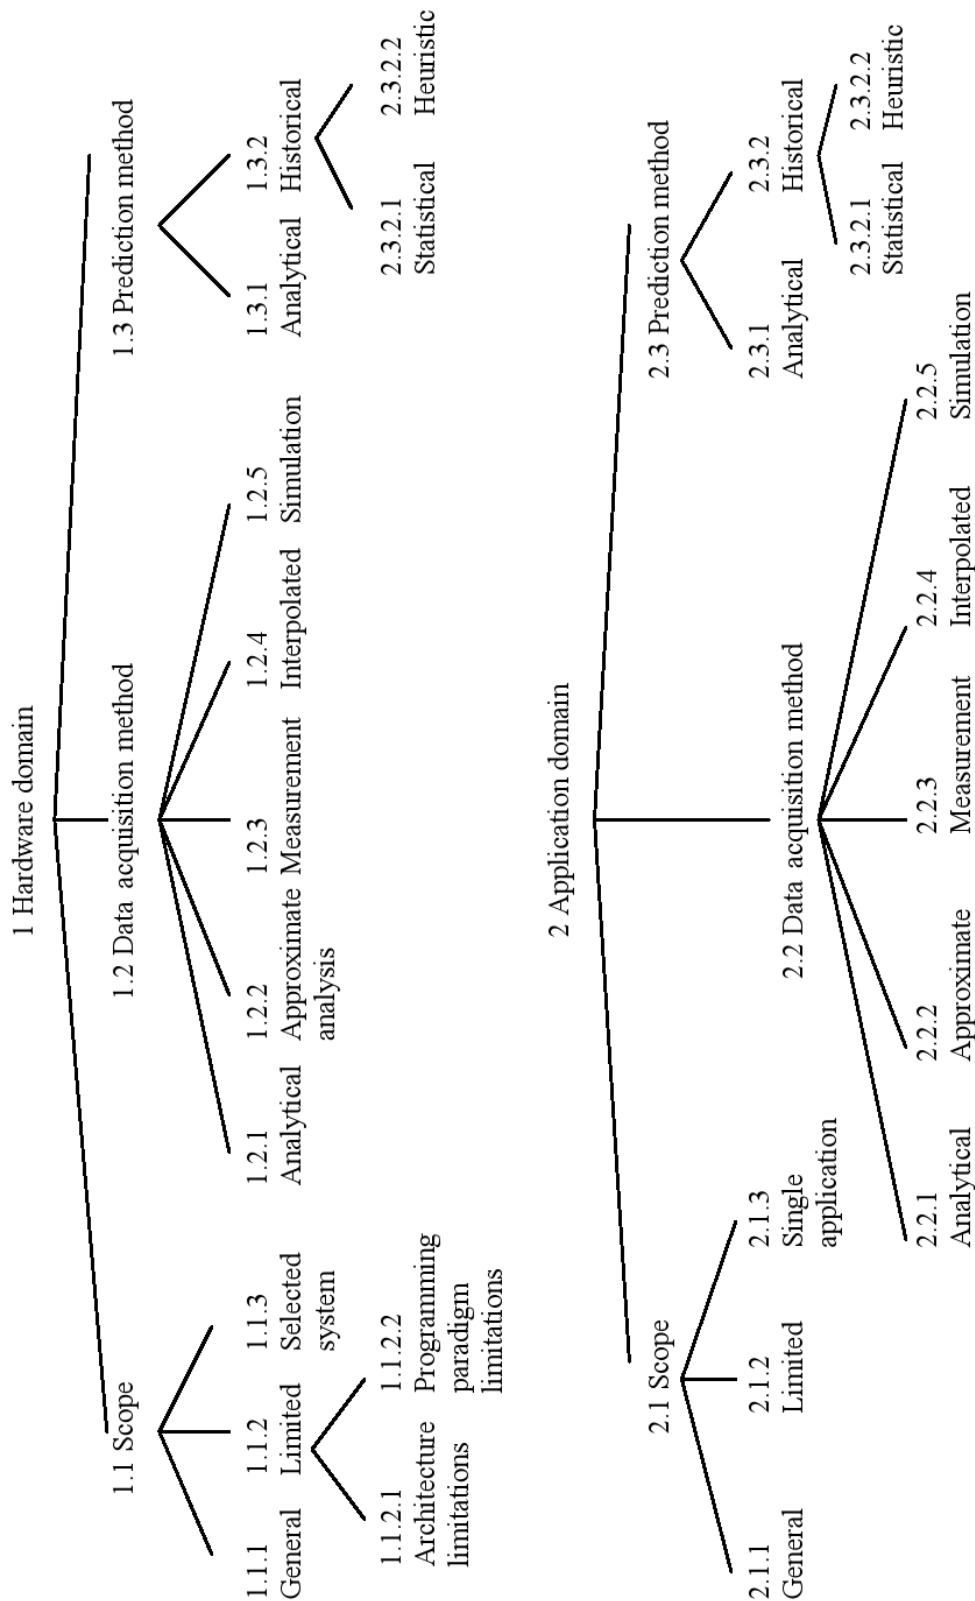 1 Hardware domain
1.1 Scope
1.2 Data acquisition method
1.3 Prediction method
1.1.1
General
1.1.2
Limited
1.1.3
Selected
system
1.2.1
Analytical
1.2.2
Approximate
analysis
1.2.3
Measurement
1.2.4
Interpolated
1.2.5
Simulation
1.3.1
Analytical
1.3.2
Historical
1.1.2.1
Architecture
limitations
1.1.2.2
Programming
paradigm
limitations
2.3.2.1
Statistical
2.3.2.2
Heuristic
2 Application domain
2.1 Scope
2.2 Data acquisition method
2.3 Prediction method
2.1.1
General
2.1.2
Limited
2.1.3
Single
application
2.3.1
Analytical
2.3.2
Historical
2.3.2.1
Statistical
2.3.2.2
Heuristic
2.2.1
Analytical
2.2.2
Approximate
2.2.3
Measurement
2.2.4
Interpolated
2.2.5
Simulation